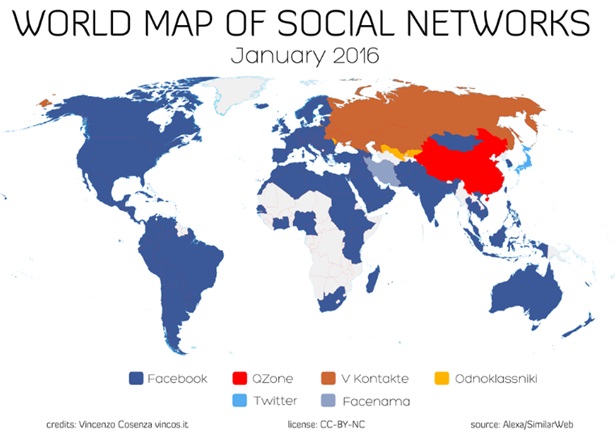 WORLD MAP OF SOCIAL NETWORKS
January 2016
Facebook QZone V Kontakte Odnoklassniki
Twitter Facenama
credits: Vincenzo Cosenza vincos.it license: CC-BY-NC source: Alexa/SimilarWeb